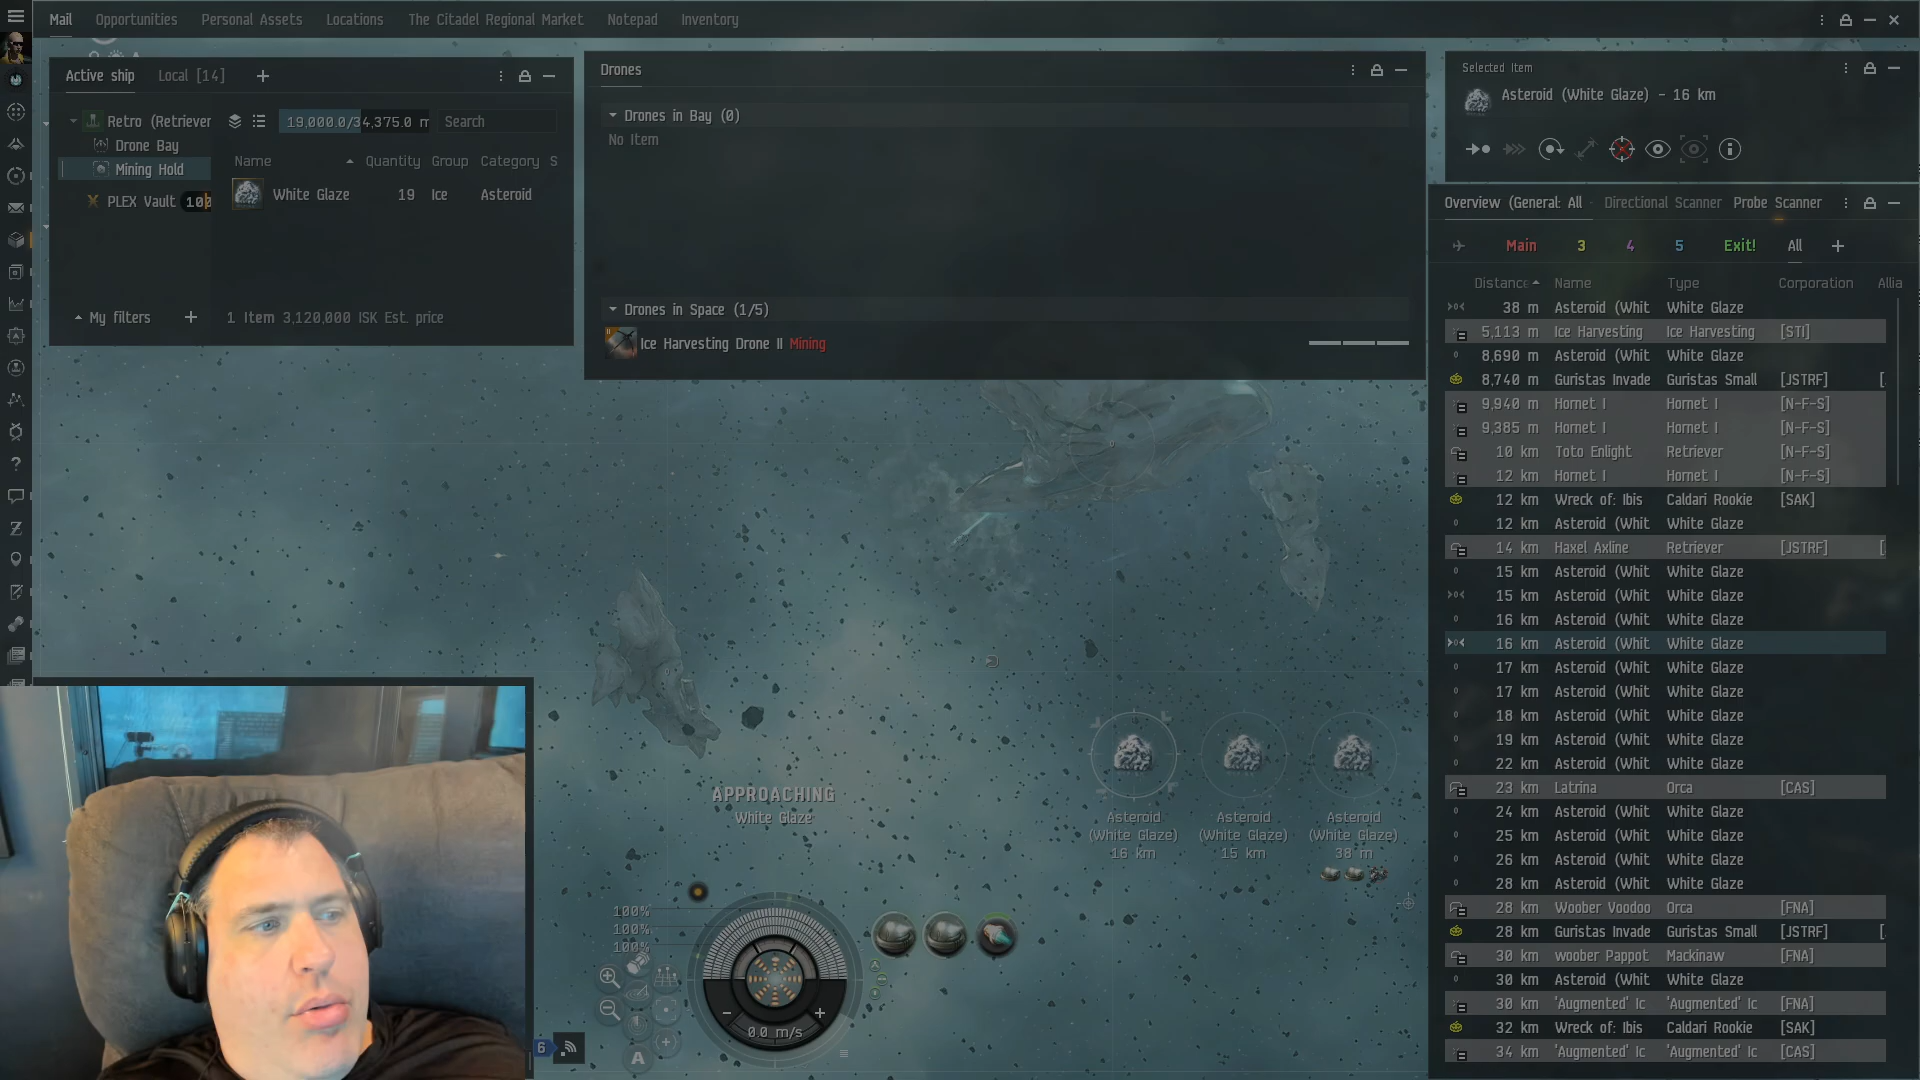 Mail Opportunities Personal Assets Locations The Citadel Regional Market Notepad Inventory
Active ship Local [14]
Retro (Retriever
Drone Bay
Mining Hold
PLEX Vault
19,000.0/34,375.0 m
Search
Name Quantity Group Category S
White Glaze 19 Ice Asteroid
My filters
1 Item 3,120,000 ISK Est. price
Drones
Drones in Bay (0)
No Item
Drones in Space (1/5)
Ice Harvesting Drone II Mining
Selected Item
Asteroid (White Glaze) - 16 km
Overview (General: All Directional Scanner Probe Scanner
Main 3 4 5 Exit! All
Distance Name Type Corporation Allia
38 m Asteroid (Whit White Glaze
5,113 m Ice Harvesting Ice Harvesting [STI]
8,690 m Asteroid (Whit White Glaze
8,740 m Guristas Invade Guristas Small [JSTRF] [
9,940 m Hornet I Hornet I [N-F-S]
9,385 m Hornet I Hornet I [N-F-S]
10 km Toto Enlight Retriever [N-F-S]
12 km Hornet I Hornet I [N-F-S]
12 km Wreck of: Ibis Caldari Rookie [SAK]
12 km Asteroid (Whit White Glaze
14 km Haxel Axline Retriever [JSTRF] [
15 km Asteroid (Whit White Glaze
15 km Asteroid (Whit White Glaze
16 km Asteroid (Whit White Glaze
16 km Asteroid (Whit White Glaze
17 km Asteroid (Whit White Glaze
17 km Asteroid (Whit White Glaze
18 km Asteroid (Whit White Glaze
19 km Asteroid (Whit White Glaze
22 km Asteroid (Whit White Glaze
23 km Latrina Orca [CAS]
24 km Asteroid (Whit White Glaze
25 km Asteroid (Whit White Glaze
26 km Asteroid (Whit White Glaze
28 km Asteroid (Whit White Glaze
28 km Woober Voodoo Orca [FNA]
28 km Guristas Invade Guristas Small [JSTRF] [
30 km woober Pappot Mackinaw [FNA]
30 km Asteroid (Whit White Glaze
30 km 'Augmented' Ic 'Augmented' Ic [FNA]
32 km Wreck of: Ibis Caldari Rookie [SAK]
34 km 'Augmented' Ic 'Augmented' Ic [CAS]
APPROACHING
White Glaze
Asteroid
(White Glaze)
16 km
Asteroid
(White Glaze)
15 km
Asteroid
(White Glaze)
38 m
100%
100%
100%
0.0 m/s
A
6